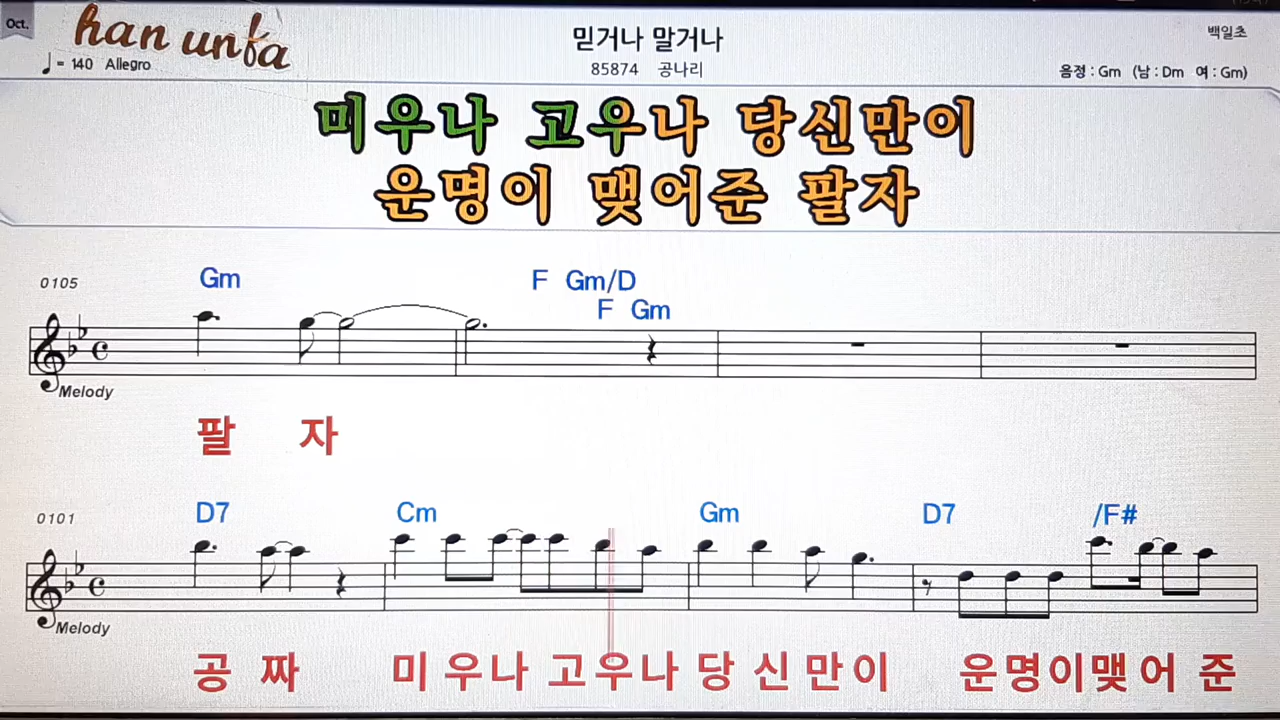 Oct.
han unfa
♩= 140 Allegro
믿거나 말거나
85874 공나리
백일초
음정 : Gm (남 : Dm 여 : Gm)
미우나 고우나 당신만이
운명이 맺어준 팔자
0105
Gm F Gm/D
F Gm
Melody
팔 자
0101
D7 Cm Gm D7 /F#
Melody
공 짜 미 우 나 고 우 나 당 신 만 이 운 명 이 맺 어 준